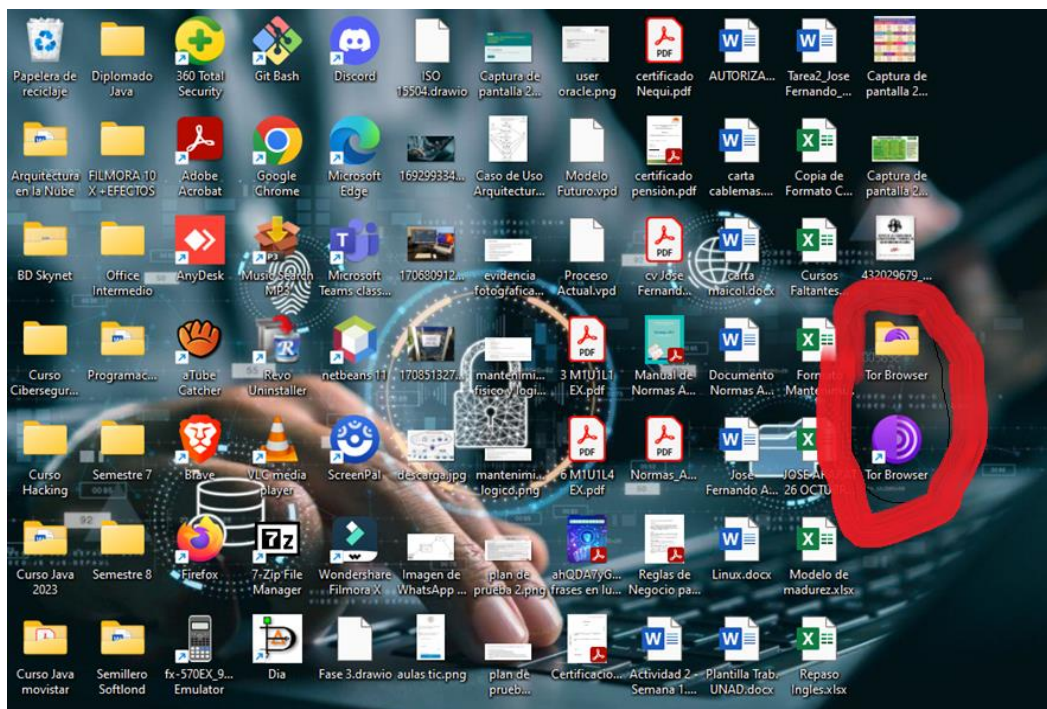 Papelera de
reciclaje
Diplomado
Java
360 Total
Security
Git Bash
Discord
ISO
15504.drawio
Captura de
pantalla 2...
user
oracle.png
certificado
Nequi.pdf
AUTORIZA...
Tarea2_Jose
Fernando_...
Captura de
pantalla 2...
Arquitectura
en la Nube
FILMORA 10
X +EFECTOS
Adobe
Acrobat
Google
Chrome
Microsoft
Edge
169299334...
Caso de Uso
Arquitectur...
Modelo
Futuro.vpd
certificado
pensiòn.pdf
carta
cablemas....
Copia de
Formato C...
Captura de
pantalla 2...
BD Skynet
Office
Intermedio
AnyDesk
Music Search
MP3
Microsoft
Teams class...
170680912...
evidencia
fotografica...
Proceso
Actual.vpd
cv Jose
Fernand...
carta
maicol.docx
Cursos
Faltantes...
432029679_...
Curso
Cibersegur...
Programac...
aTube
Catcher
Revo
Uninstaller
netbeans 11
170851327...
mantenimi...
fisico y logi...
3 M1U1L1
EX.pdf
Manual de
Normas A...
Documento
Normas A...
Formato
Mantenimi...
Tor Browser
Curso
Hacking
Semestre 7
Brave
VLC media
player
ScreenPal
descarga.jpg
mantenimi...
logico.png
6 M1U1L4
EX.pdf
Normas_A...
Jose
Fernando A...
26 OCTU...
Tor Browser
Curso Java
2023
Semestre 8
Firefox
7-Zip File
Manager
Wondershare
Filmora X
Imagen de
WhatsApp ...
plan de
prueba 2.png
ahQDA7yG...
frases en lu...
Reglas de
Negocio pa...
Linux.docx
Modelo de
madurez.xlsx
Curso Java
movistar
Semillero
Softlond
fx-570EX_9...
Emulator
Dia
Fase 3.drawio
aulas tic.png
plan de
prueb...
Certificacio...
Actividad 2 -
Semana 1....
Plantilla Trab.
UNAD.docx
Repaso
Ingles.xlsx